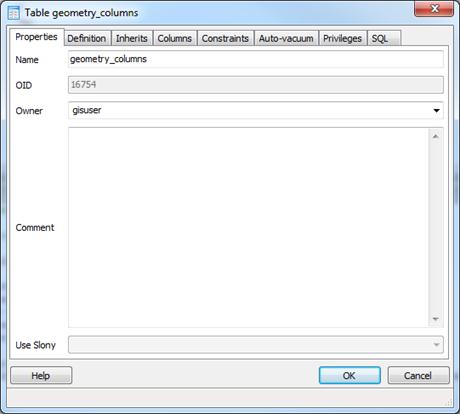 Table geometry_columns
Properties Definition Inherits Columns Constraints Auto-vacuum Privileges SQL
Name geometry_columns
OID 16754
Owner gisuser
Comment
Use Slony
Help OK Cancel